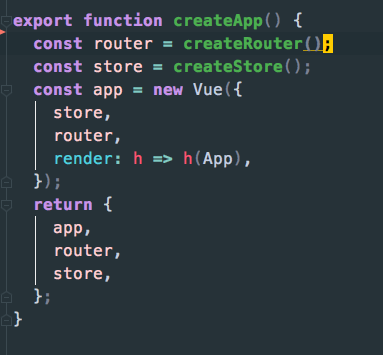 export function createApp() {
const router = createRouter();
const store = createStore();
const app = new Vue({
store,
router,
render: h => h(App),
});
return {
app,
router,
store,
};
}